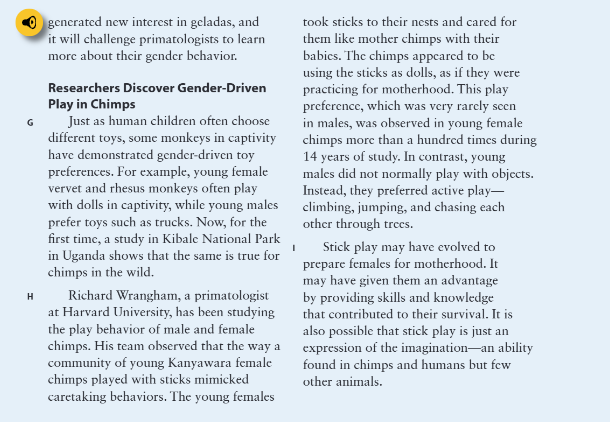 generated new interest in geladas, and
it will challenge primatologists to learn
more about their gender behavior.
Researchers Discover Gender-Driven
Play in Chimps
G Just as human children often choose
different toys, some monkeys in captivity
have demonstrated gender-driven toy
preferences. For example, young female
vervet and rhesus monkeys often play
with dolls in captivity, while young males
prefer toys such as trucks. Now, for the
first time, a study in Kibale National Park
in Uganda shows that the same is true for
chimps in the wild.
H Richard Wrangham, a primatologist
at Harvard University, has been studying
the play behavior of male and female
chimps. His team observed that the way a
community of young Kanyawara female
chimps played with sticks mimicked
caretaking behaviors. The young females
took sticks to their nests and cared for
them like mother chimps with their
babies. The chimps appeared to be
using the sticks as dolls, as if they were
practicing for motherhood. This play
preference, which was very rarely seen
in males, was observed in young female
chimps more than a hundred times during
14 years of study. In contrast, young
males did not normally play with objects.
Instead, they preferred active play—
climbing, jumping, and chasing each
other through trees.
I Stick play may have evolved to
prepare females for motherhood. It
may have given them an advantage
by providing skills and knowledge
that contributed to their survival. It is
also possible that stick play is just an
expression of the imagination—an ability
found in chimps and humans but few
other animals.